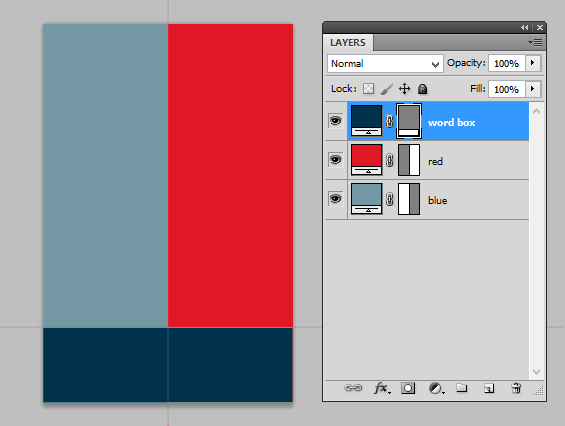 LAYERS
Normal Opacity: 100%
Lock: Fill: 100%
word box
red
blue
fx